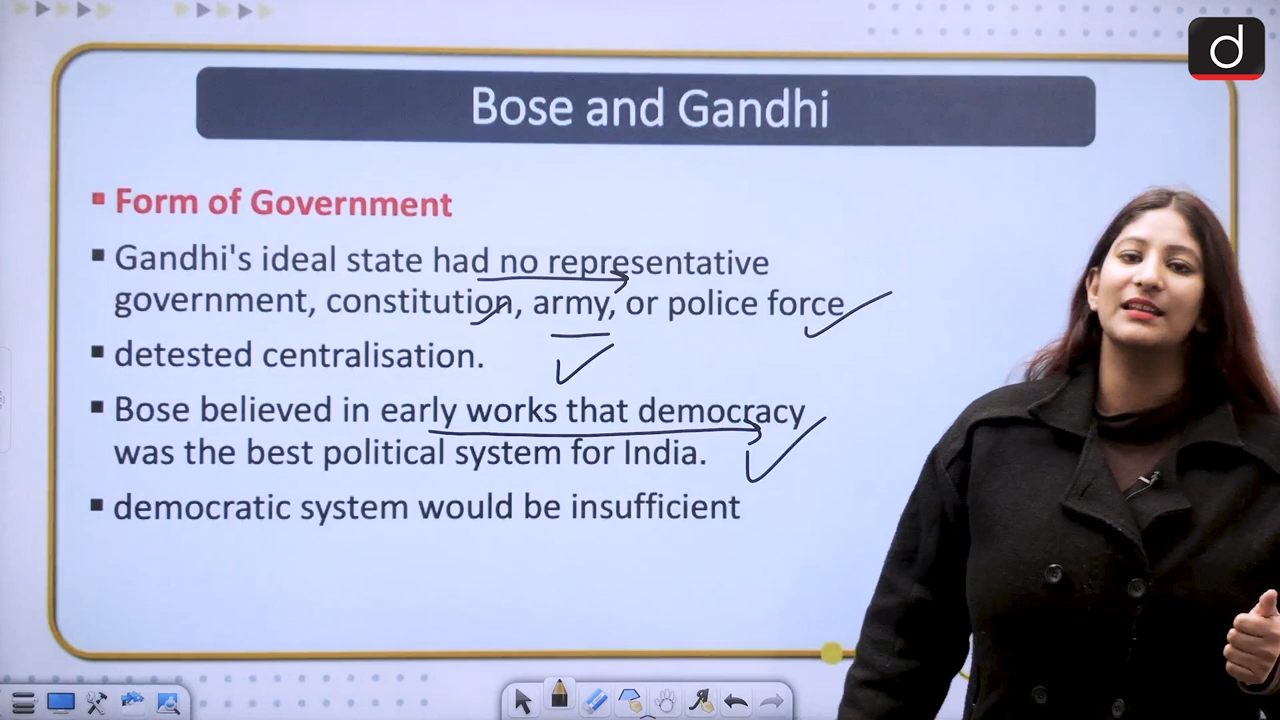 d
Bose and Gandhi
Form of Government
Gandhi's ideal state had no representative
government, constitution, army, or police force
detested centralisation.
Bose believed in early works that democracy
was the best political system for India.
democratic system would be insufficient